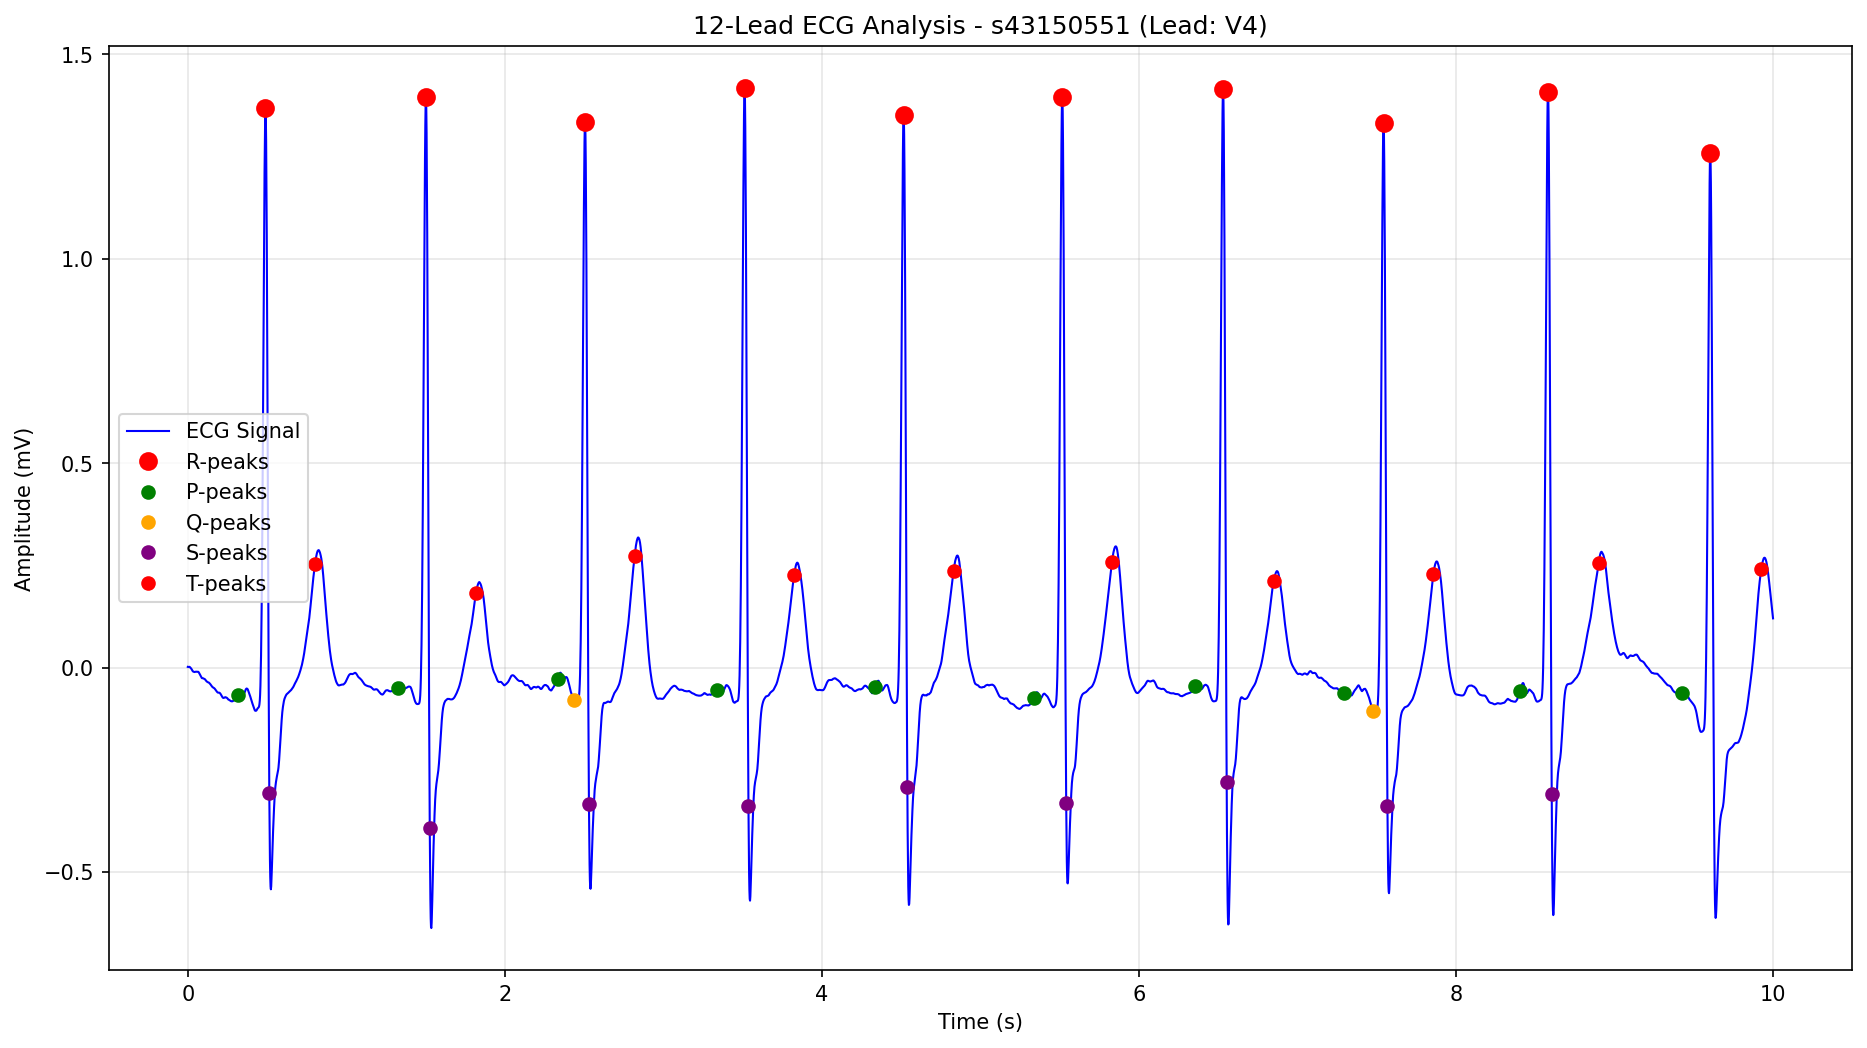 12-Lead ECG Analysis - s43150551 (Lead: V4)
1.5
1.0
0.5
0.0
−0.5
Amplitude (mV)
ECG Signal
R-peaks
P-peaks
Q-peaks
S-peaks
T-peaks
0 2 4 6 8 10
Time (s)